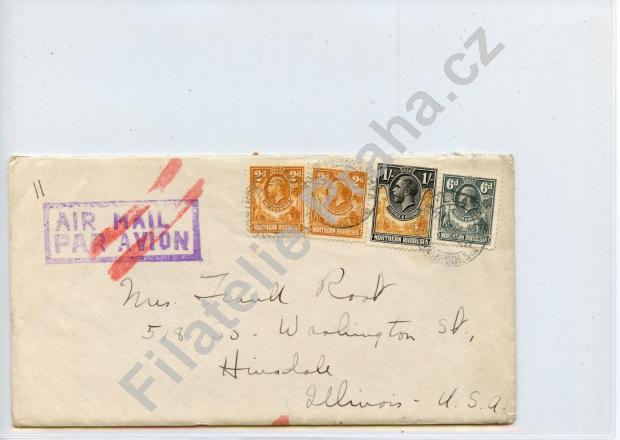 11
2d 2d
NORTHERN RHODESIA
2d 2d
NORTHERN RHODESIA
1/- 1/-
NORTHERN RHODESIA
6d 6d
NORTHERN RHODESIA
AIR MAIL
PAR AVION
Mrs. Root
518 S. Washington St,
Hinsdale
Illinois - U.S.A.
Filatelie-Praha.cz